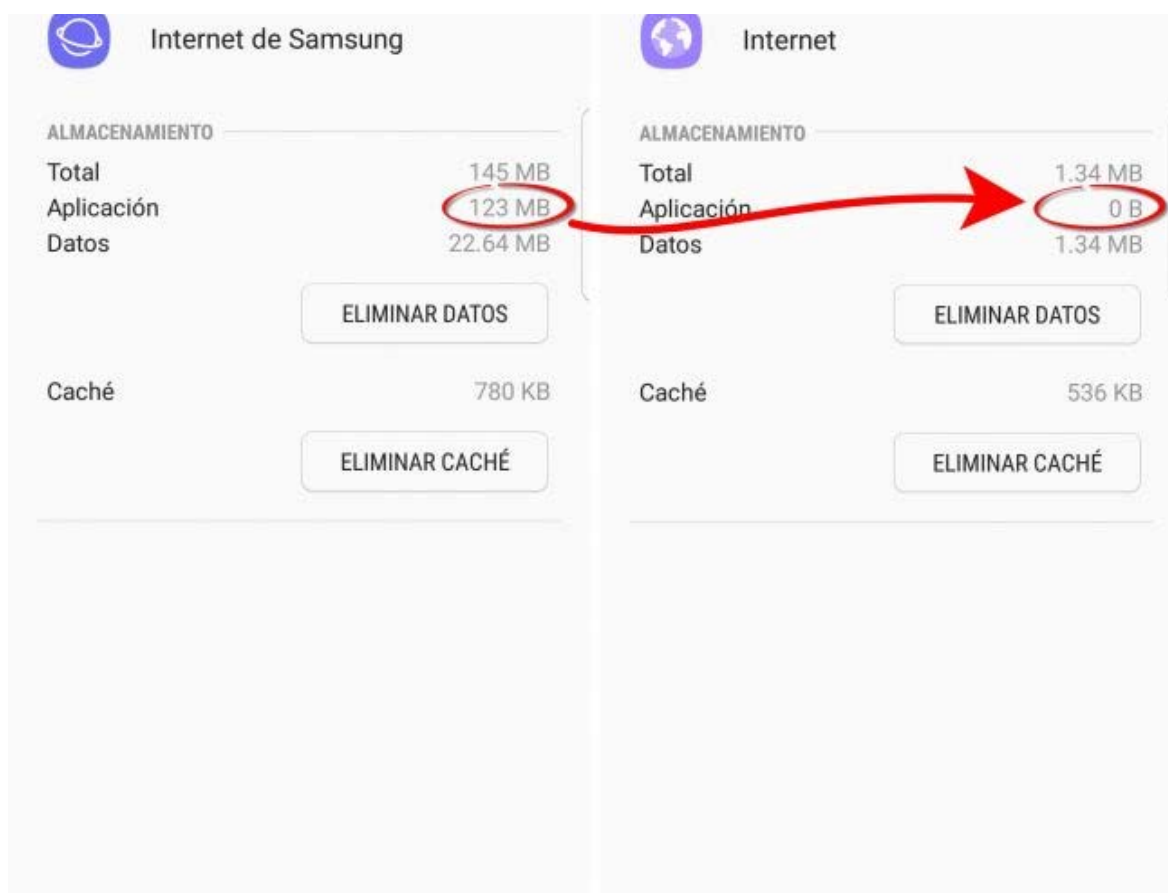 Internet de Samsung
ALMACENAMIENTO
Total 145 MB
Aplicación 123 MB
Datos 22.64 MB
ELIMINAR DATOS
Caché 780 KB
ELIMINAR CACHÉ
Internet
ALMACENAMIENTO
Total 1.34 MB
Aplicación 0 B
Datos 1.34 MB
ELIMINAR DATOS
Caché 536 KB
ELIMINAR CACHÉ